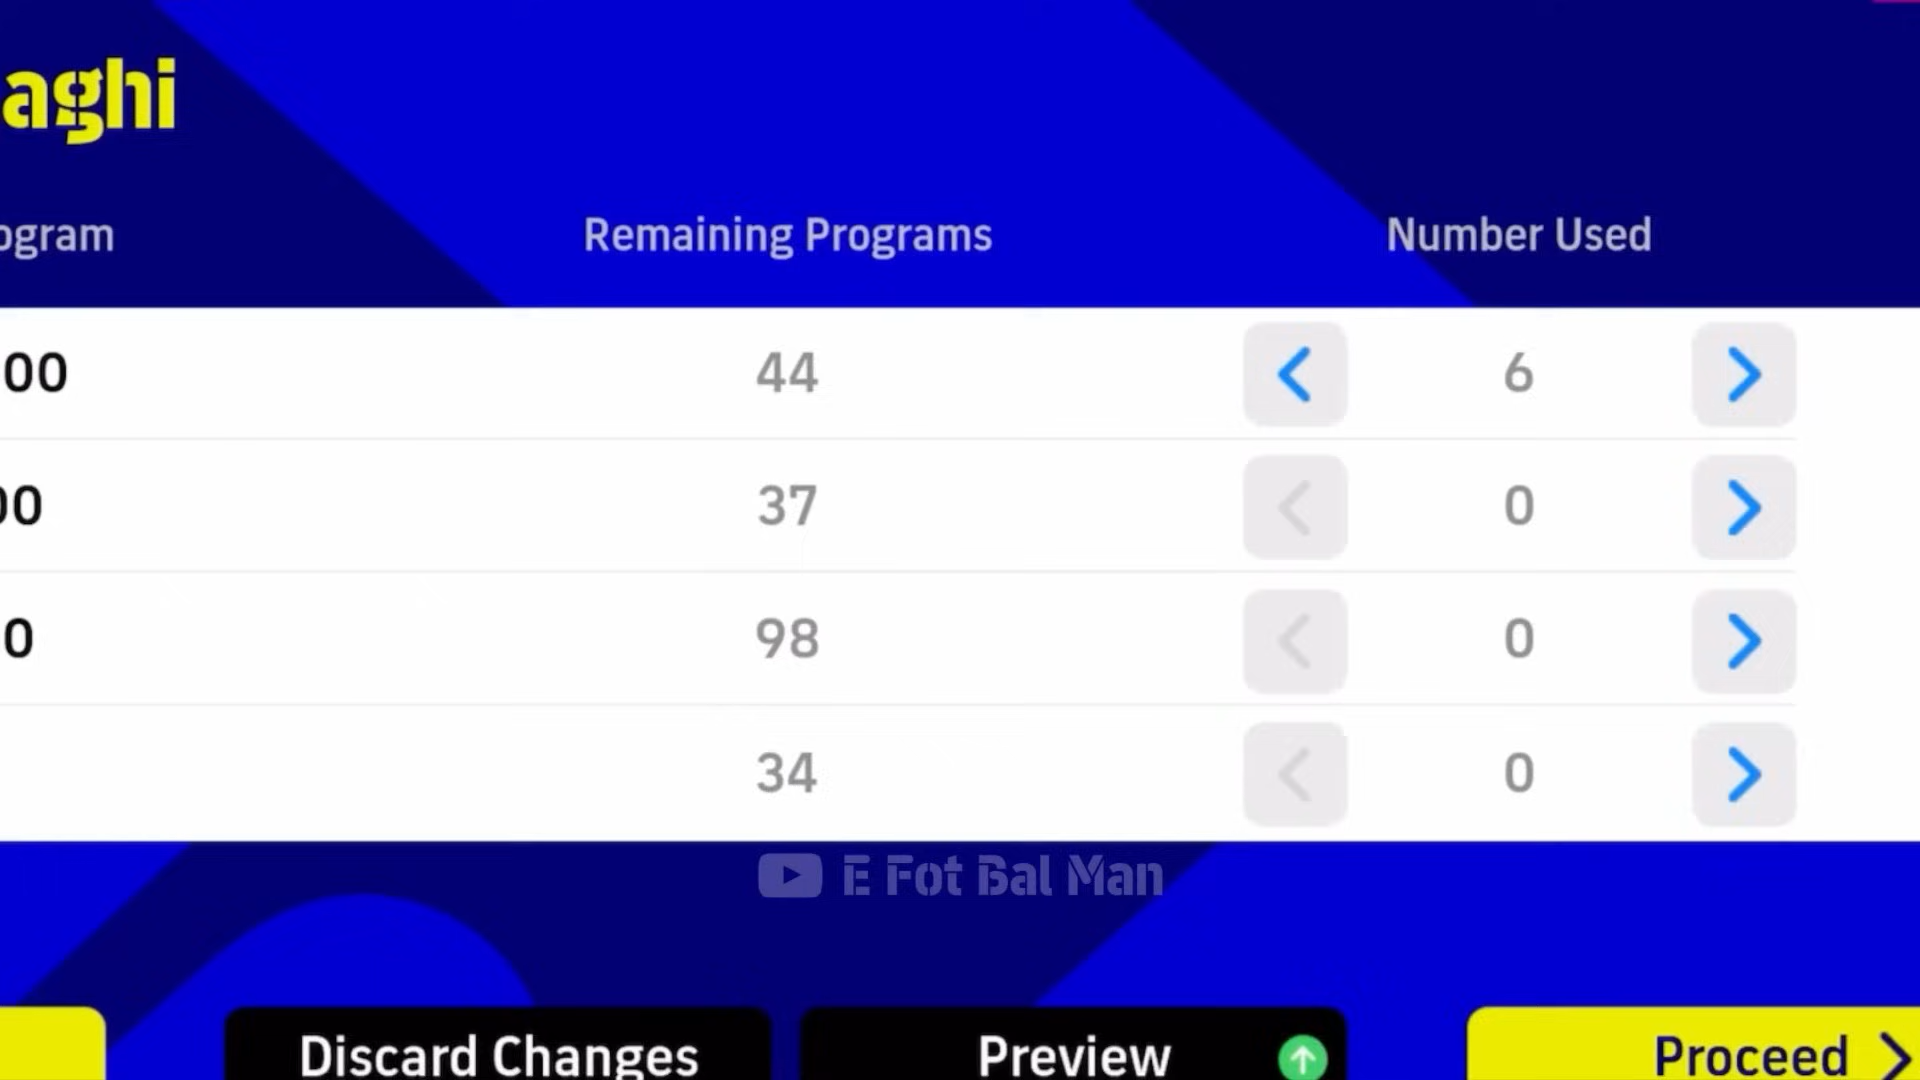 aghi
ogram Remaining Programs Number Used
00 44 6
00 37 0
0 98 0
34 0
E Fot Bal Man
Discard Changes Preview Proceed